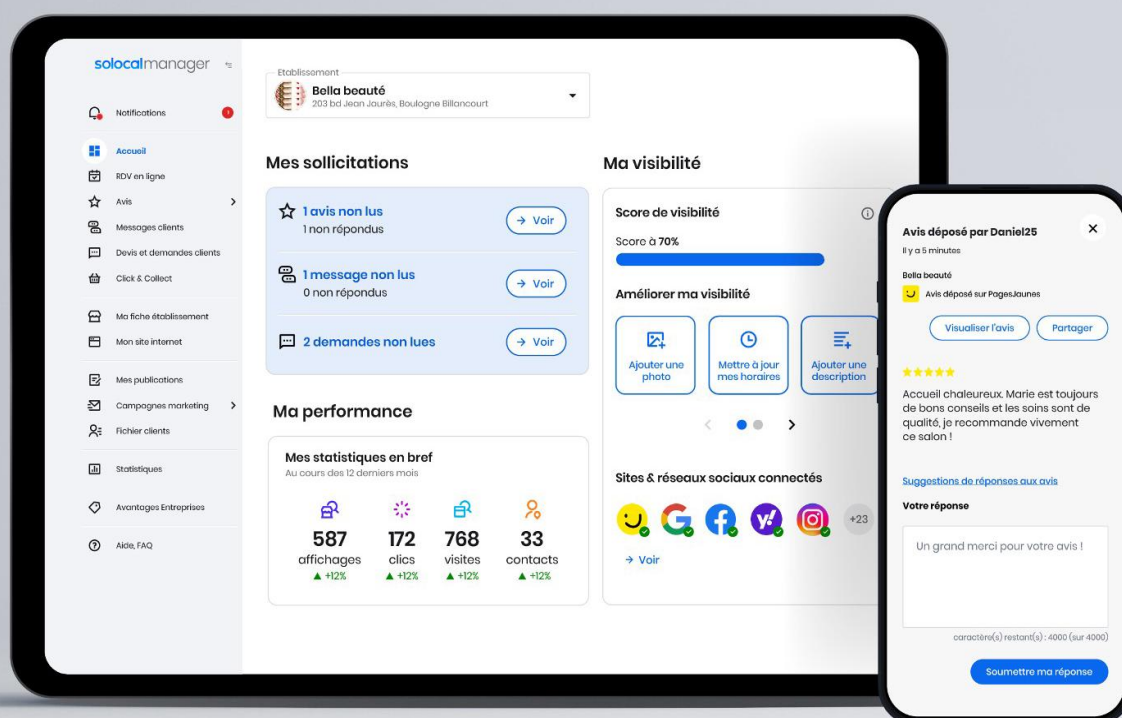 solocalmanager
Notifications
1
Accueil
RDV en ligne
Avis
Messages clients
Devis et demandes clients
Click & Collect
Ma fiche établissement
Mon site internet
Mes publications
Campagnes marketing
Fichier clients
Statistiques
Avantages Entreprises
Aide, FAQ
Etablissement
Bella beauté
203 bd Jean Jaurès, Boulogne Billancourt
Mes sollicitations
1 avis non lus
1 non répondus
→ Voir
1 message non lus
0 non répondus
→ Voir
2 demandes non lues
→ Voir
Ma performance
Mes statistiques en bref
Au cours des 12 derniers mois
587
affichages
▲ +12%
172
clics
▲ +12%
768
visites
▲ +12%
33
contacts
▲ +12%
Ma visibilité
Score de visibilité
Score à 70%
Améliorer ma visibilité
Ajouter une
photo
Mettre à jour
mes horaires
Ajouter une
description
Sites & réseaux sociaux connectés
+23
→ Voir
Avis déposé par Daniel25
Il y a 5 minutes
Bella beauté
Avis déposé sur PagesJaunes
Visualiser l'avis
Partager
Accueil chaleureux. Marie est toujours
de bons conseils et les soins sont de
qualité, je recommande vivement
ce salon !
Suggestions de réponses aux avis
Votre réponse
Un grand merci pour votre avis !
caractère(s) restant(s) : 4000 (sur 4000)
Soumettre ma réponse